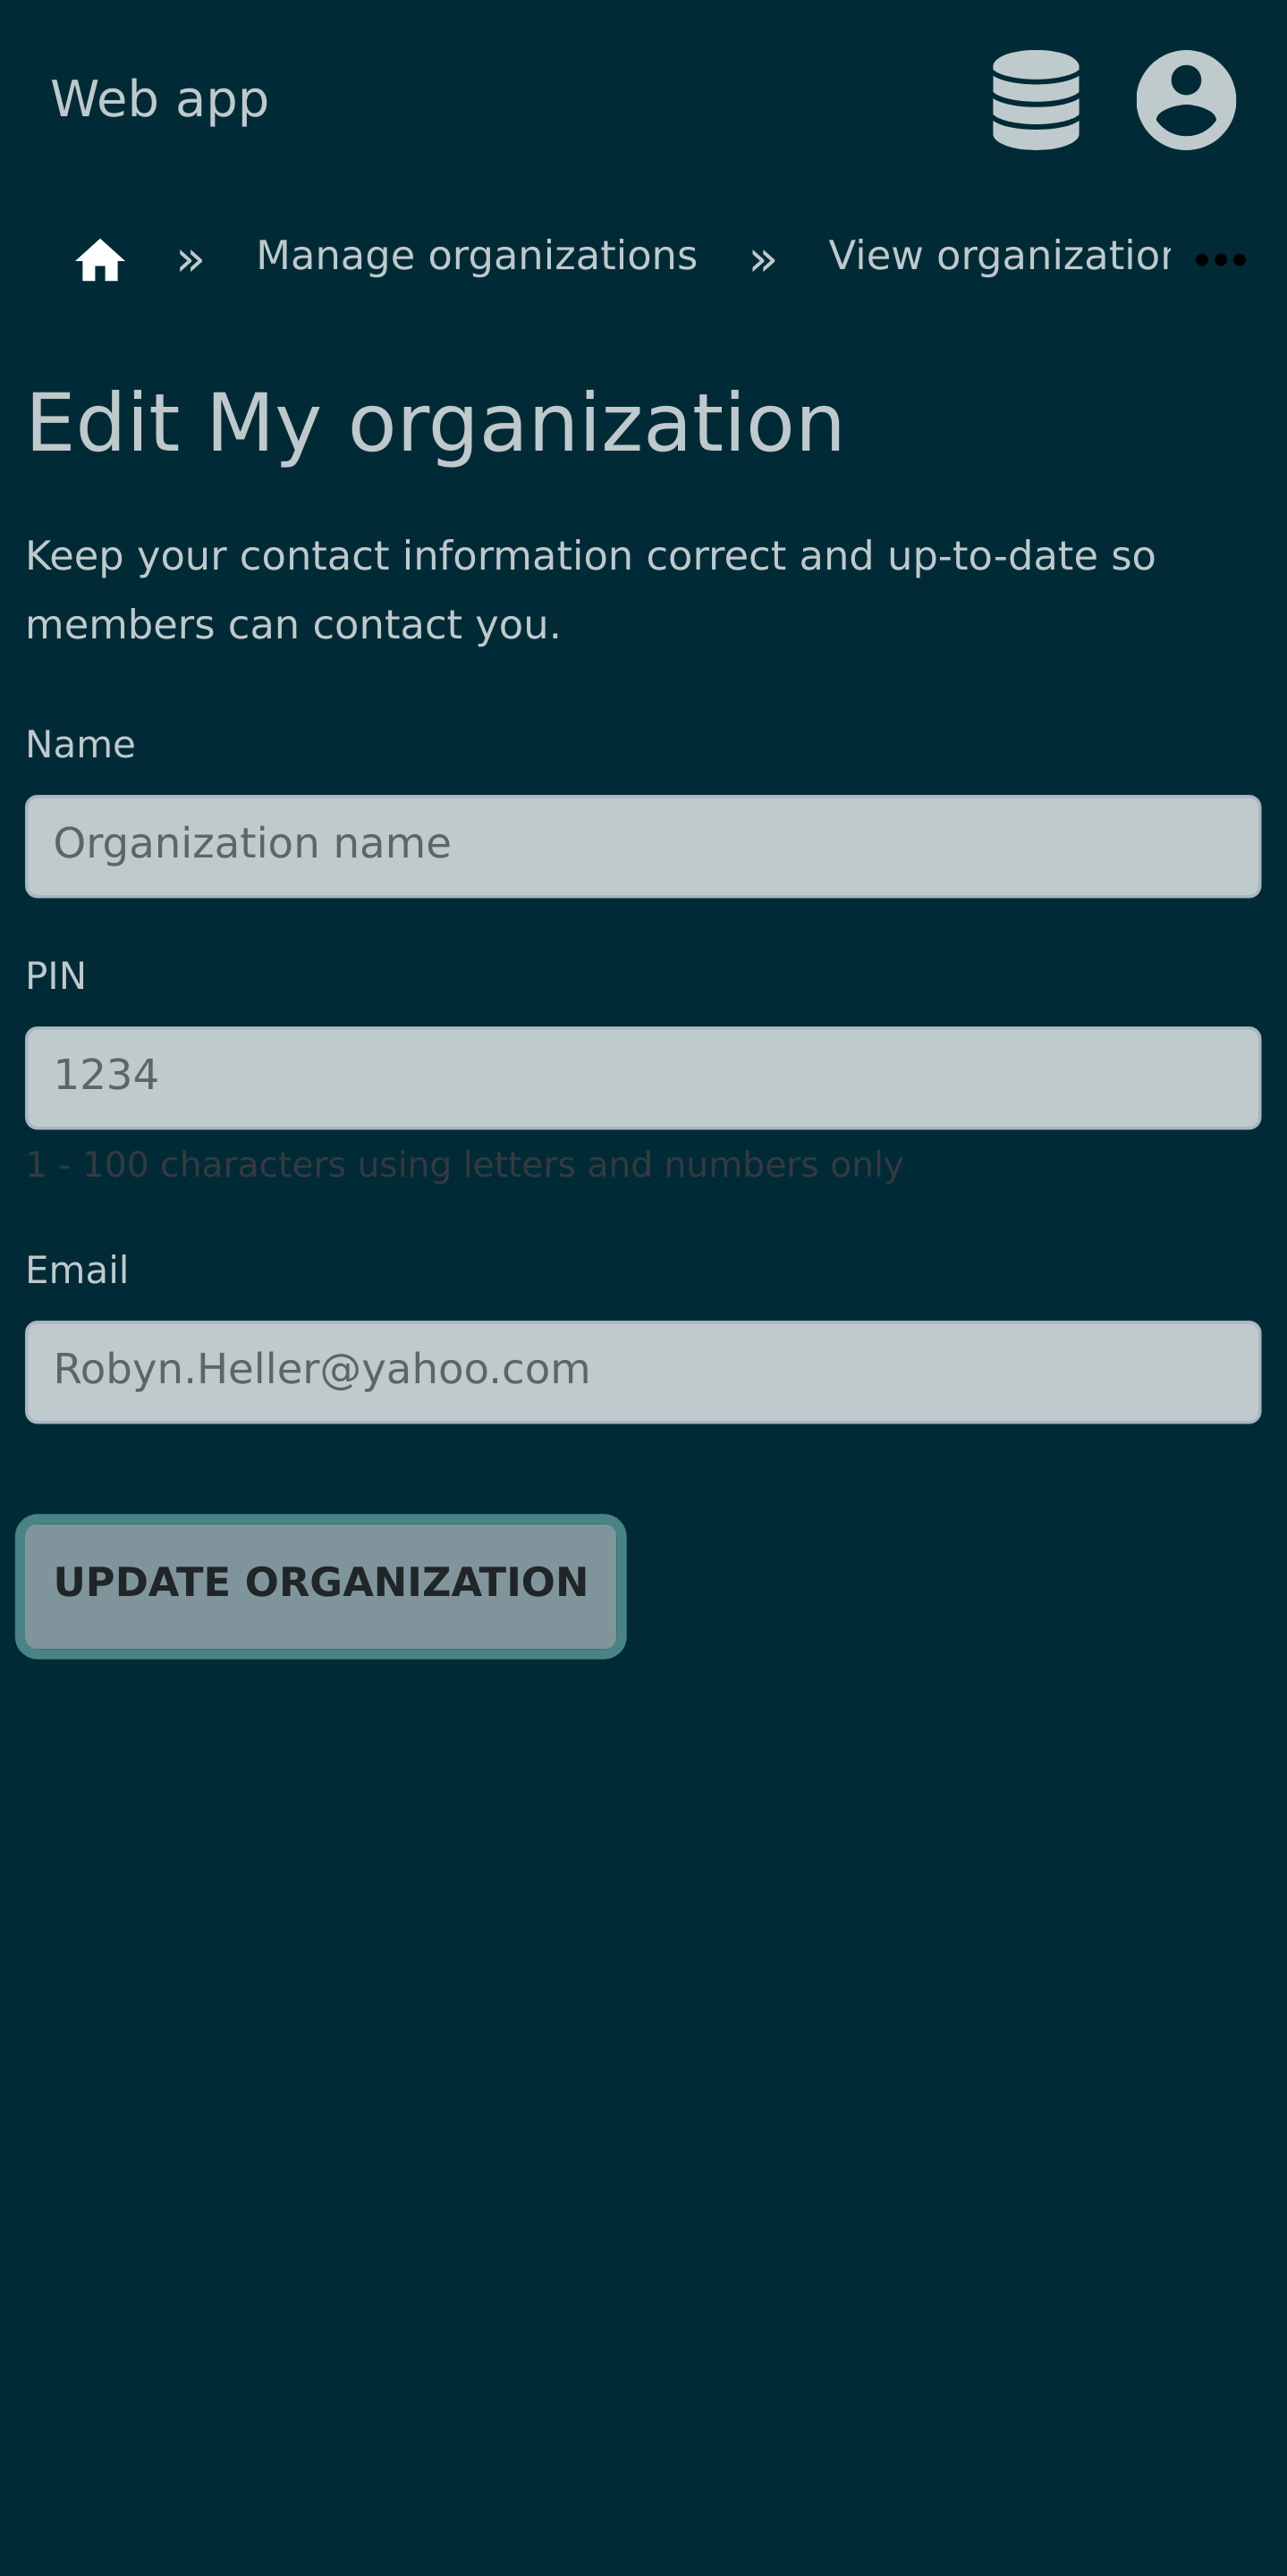 Web app
» Manage organizations » View organization
Edit My organization
Keep your contact information correct and up-to-date so
members can contact you.
Name
Organization name
PIN
1234
1 - 100 characters using letters and numbers only
Email
Robyn.Heller@yahoo.com
UPDATE ORGANIZATION